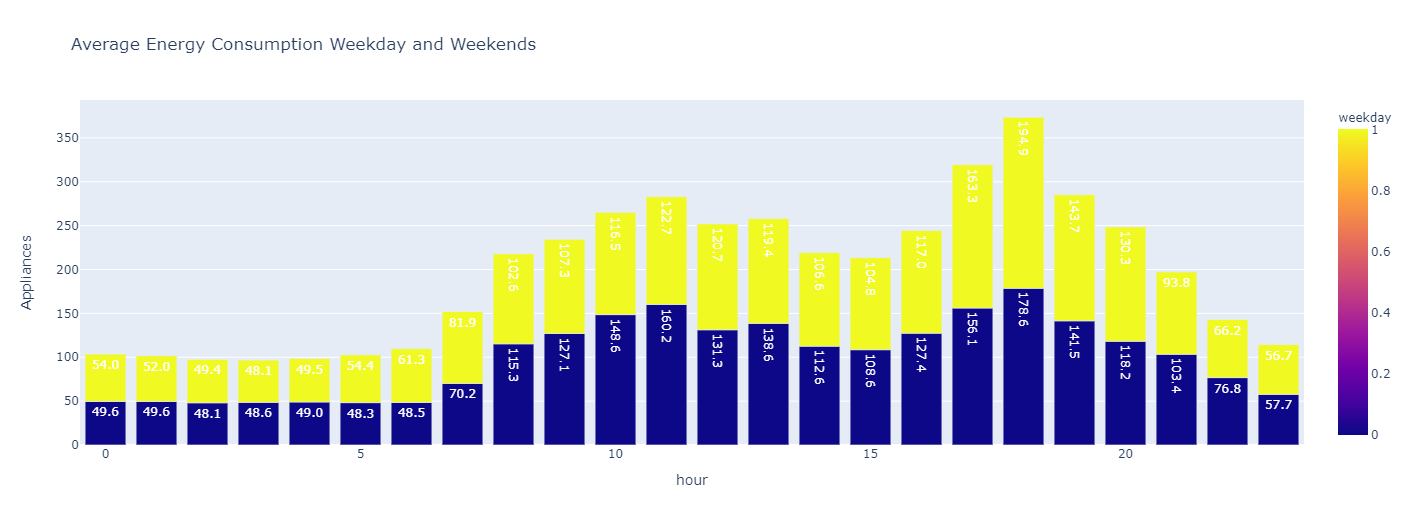 Average Energy Consumption Weekday and Weekends
weekday
1
0.8
0.6
0.4
0.2
0
Appliances
350
300
250
200
150
100
50
0
54.0 52.0 49.4 48.1 49.5 54.4 61.3 81.9 102.5 107.3 116.5 122.7 120.7 119.4 106.6 104.8 117.0 163.3 194.9 143.7 130.3 93.8 66.2 56.7
49.6 49.6 48.1 48.6 49.0 48.3 48.5 70.2 115.3 127.1 148.6 160.2 131.3 138.6 112.6 108.6 127.4 156.1 178.6 141.5 118.2 103.4 76.8 57.7
0 5 10 15 20
hour